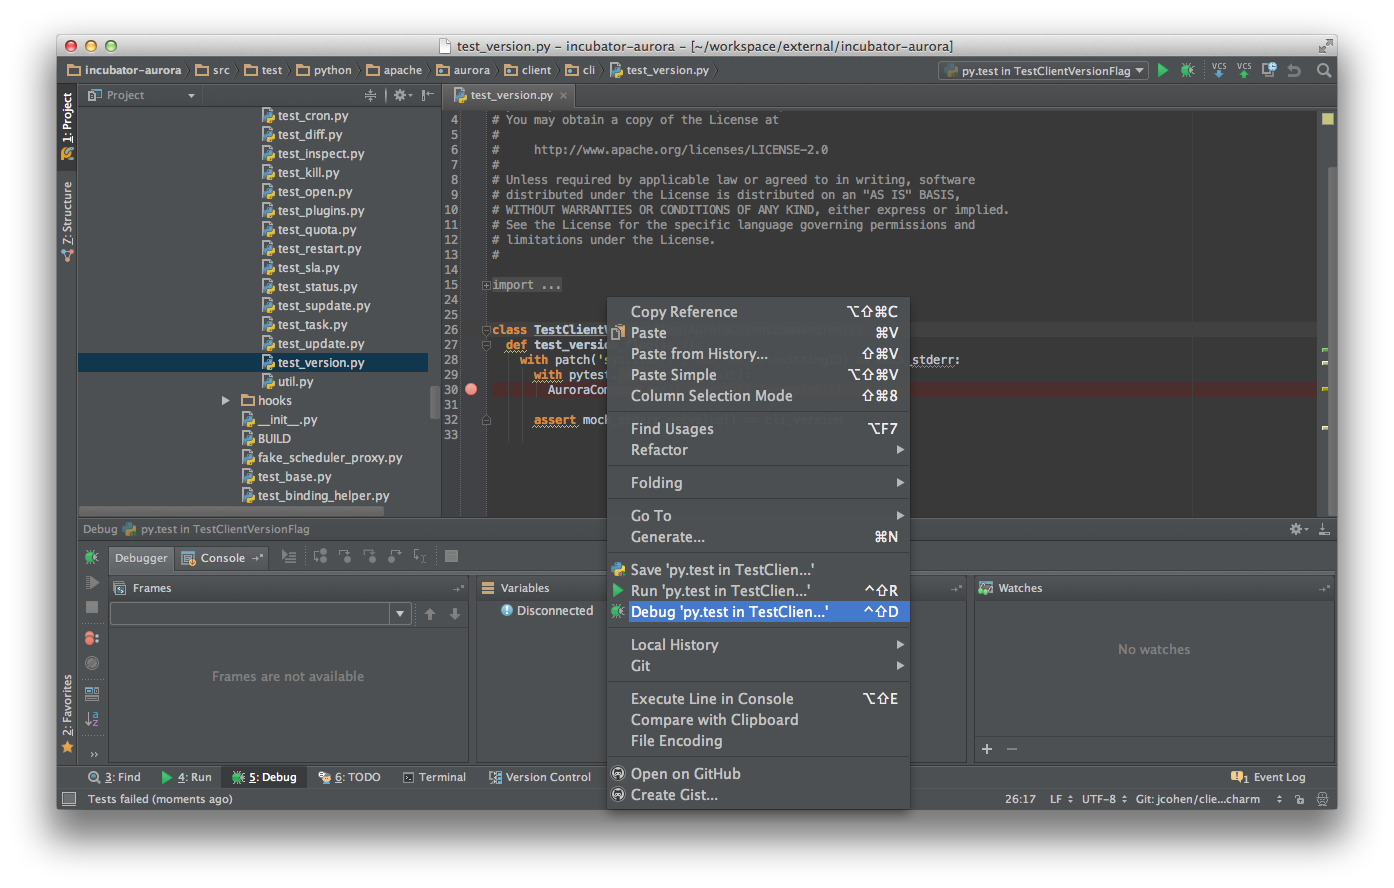 test_version.py – incubator-aurora – [~/workspace/external/incubator-aurora]
incubator-aurora src test python apache aurora client cli test_version.py
py.test in TestClientVersionFlag
VCS VCS
1: Project
Z: Structure
2: Favorites
Project
test_cron.py
test_diff.py
test_inspect.py
test_kill.py
test_open.py
test_plugins.py
test_quota.py
test_restart.py
test_sla.py
test_status.py
test_supdate.py
test_task.py
test_update.py
test_version.py
util.py
hooks
__init__.py
BUILD
fake_scheduler_proxy.py
test_base.py
test_binding_helper.py
test_version.py
4 # You may obtain a copy of the License at
5 #
6 #     http://www.apache.org/licenses/LICENSE-2.0
7 #
8 # Unless required by applicable law or agreed to in writing, software
9 # distributed under the License is distributed on an "AS IS" BASIS,
10 # WITHOUT WARRANTIES OR CONDITIONS OF ANY KIND, either express or implied.
11 # See the License for the specific language governing permissions and
12 # limitations under the License.
13 #
14
15 import ...
24
25
26 class TestClient
27 def test_versio
28 with patch('s _stderr:
29 with pytest
30 AuroraCom
31
32 assert mock
33
Copy Reference ⌥⇧⌘C
Paste ⌘V
Paste from History... ⇧⌘V
Paste Simple ⌥⇧⌘V
Column Selection Mode ⇧⌘8
Find Usages ⌥F7
Refactor
Folding
Go To
Generate... ⌘N
Save 'py.test in TestClien...'
Run 'py.test in TestClien...' ^⇧R
Debug 'py.test in TestClien...' ^⇧D
Local History
Git
Execute Line in Console ⌥⇧E
Compare with Clipboard
File Encoding
Open on GitHub
Create Gist...
Debug py.test in TestClientVersionFlag
Debugger Console
Frames
Frames are not available
Variables
Disconnected
Watches
No watches
3: Find 4: Run 5: Debug 6: TODO Terminal Version Control
1 Event Log
Tests failed (moments ago)
26:17 LF UTF-8 Git: jcohen/clie...charm